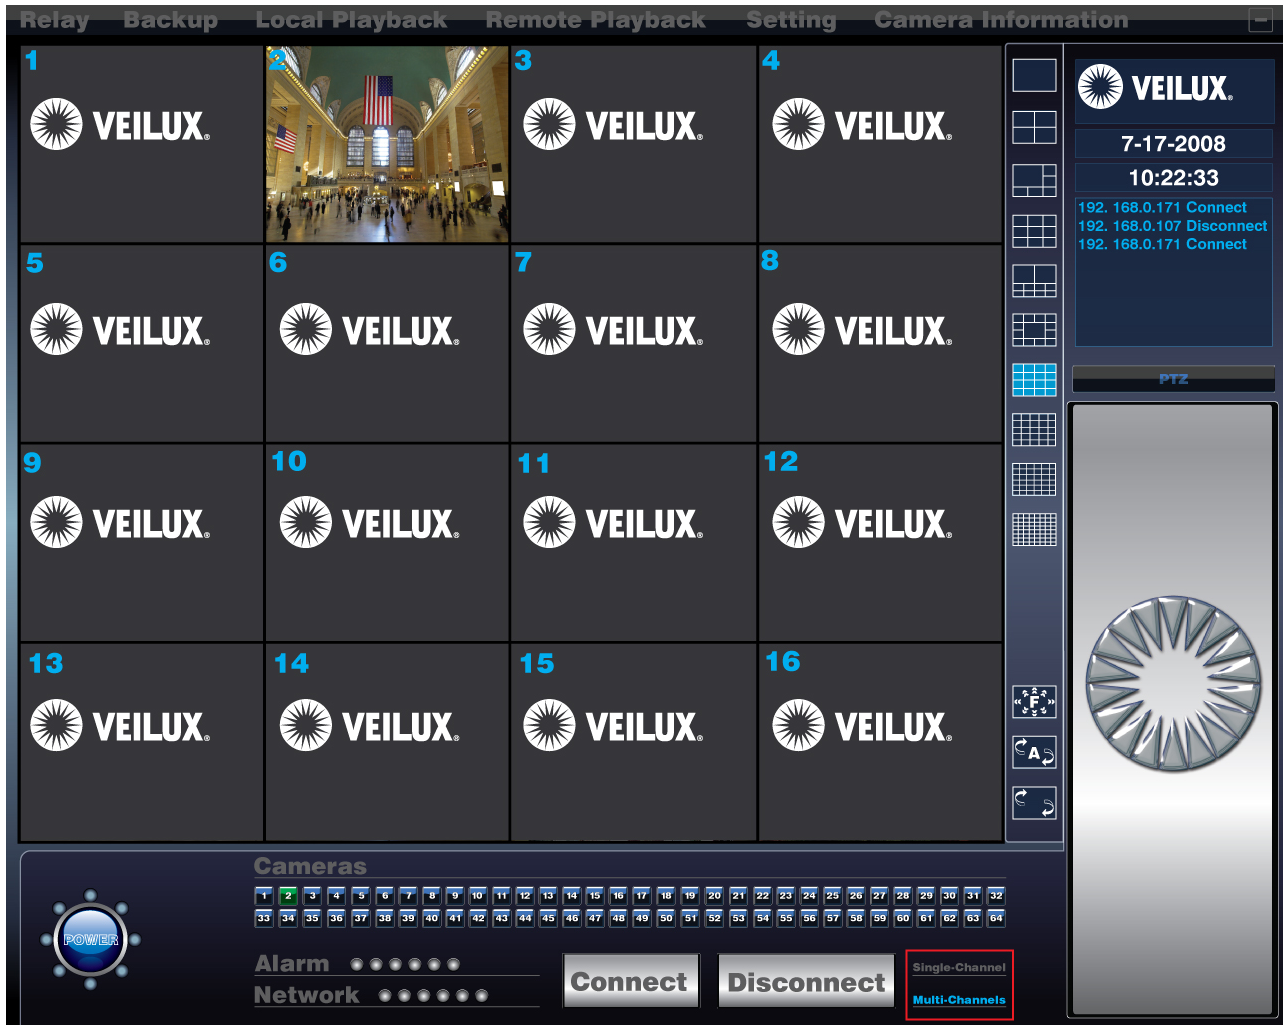 Relay Backup Local Playback Remote Playback Setting Camera Information
1 2 3 4
VEILUX® VEILUX® VEILUX®
5 6 7 8
VEILUX® VEILUX® VEILUX® VEILUX®
9 10 11 12
VEILUX® VEILUX® VEILUX® VEILUX®
13 14 15 16
VEILUX® VEILUX® VEILUX® VEILUX®
F
A
VEILUX®
7-17-2008
10:22:33
192. 168.0.171 Connect
192. 168.0.107 Disconnect
192. 168.0.171 Connect
PTZ
POWER
Cameras
1 2 3 4 5 6 7 8 9 10 11 12 13 14 15 16 17 18 19 20 21 22 23 24 25 26 27 28 29 30 31 32
33 34 35 36 37 38 39 40 41 42 43 44 45 46 47 48 49 50 51 52 53 54 55 56 57 58 59 60 61 62 63 64
Alarm
Network
Connect Disconnect
Single-Channel
Multi-Channels